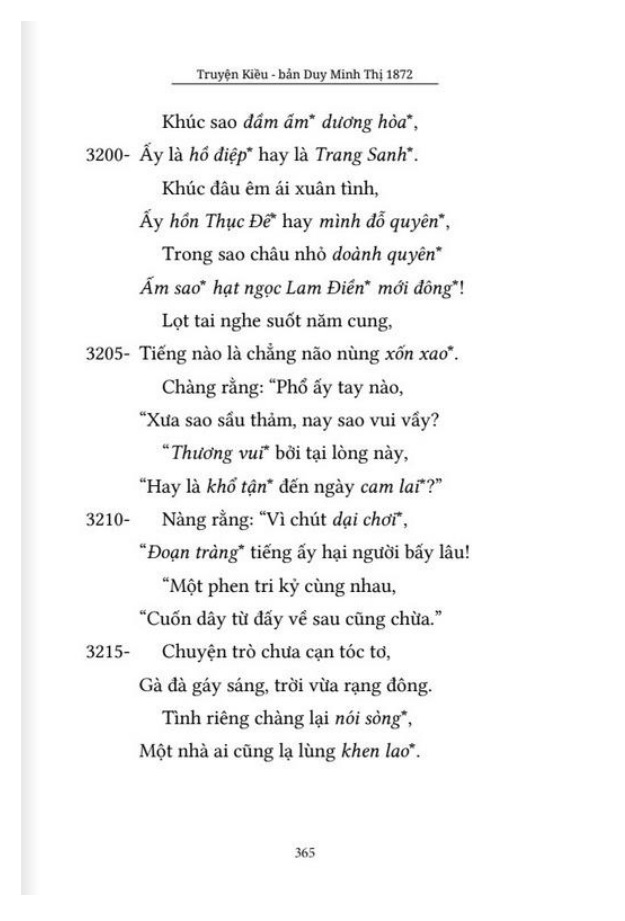 Truyện Kiều - bản Duy Minh Thị 1872
Khúc sao đầm ấm* dương hòa*,
3200- Ấy là hồ điệp* hay là Trang Sanh*.
Khúc đâu êm ái xuân tình,
Ấy hồn Thục Đế* hay mình đỗ quyên*,
Trong sao châu nhỏ doành quyên*
Ấm sao* hạt ngọc Lam Điền* mới đông*!
Lọt tai nghe suốt năm cung,
3205- Tiếng nào là chẳng não nùng xốn xao*.
Chàng rằng: “Phổ ấy tay nào,
“Xưa sao sầu thảm, nay sao vui vầy?
“Thương vui* bởi tại lòng này,
“Hay là khổ tận* đến ngày cam lai*?”
3210- Nàng rằng: “Vì chút dại chơi*,
“Đoạn tràng* tiếng ấy hại người bấy lâu!
“Một phen tri kỷ cùng nhau,
“Cuốn dây từ đấy về sau cũng chừa.”
3215- Chuyện trò chưa cạn tóc tơ,
Gà đà gáy sáng, trời vừa rạng đông.
Tình riêng chàng lại nói sòng*,
Một nhà ai cũng lạ lùng khen lao*.
365